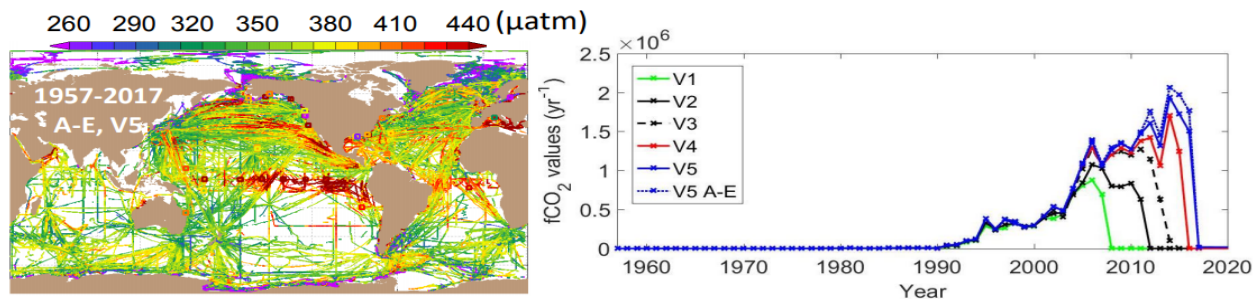 260 290 320 350 380 410 440 (µatm)
1957-2017
A-E, V5
×10⁶
2.5
2
1.5
1
0.5
0
fCO₂ values (yr⁻¹)
V1
V2
V3
V4
V5
V5 A-E
1960 1970 1980 1990 2000 2010 2020
Year